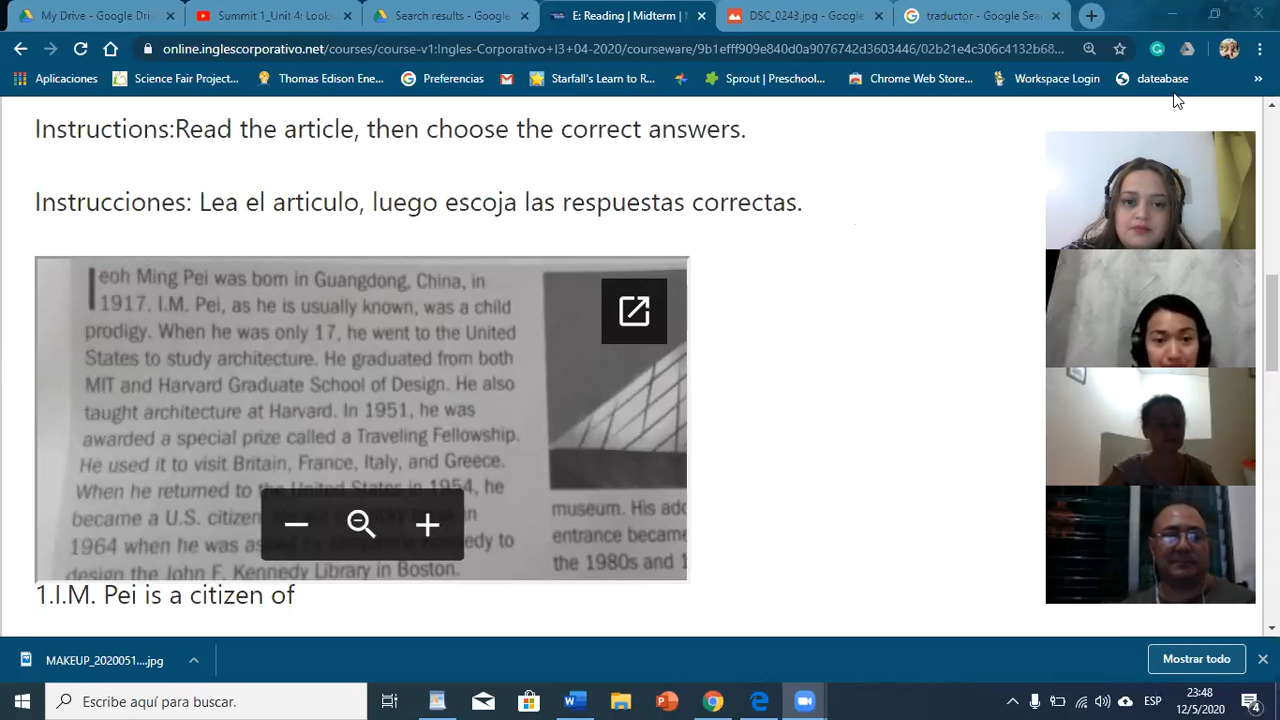 My Drive - Google Dri
Summit 1_Unit 4: Look
Search results - Google
E: Reading | Midterm |
DSC_0243.jpg - Google
traductor - Google Sea
online.inglescorporativo.net/courses/course-v1:Ingles-Corporativo+I3+04-2020/courseware/9b1efff909e840d0a9076742d3603446/02b21e4c306c4132b68...
Aplicaciones
Science Fair Project...
Thomas Edison Ene...
Preferencias
Starfall's Learn to R...
Sprout | Preschool...
Chrome Web Store...
Workspace Login
dateabase
»
Instructions:Read the article, then choose the correct answers.
Instrucciones: Lea el articulo, luego escoja las respuestas correctas.
Ieoh Ming Pei was born in Guangdong, China, in
1917. I.M. Pei, as he is usually known, was a child
prodigy. When he was only 17, he went to the United
States to study architecture. He graduated from both
MIT and Harvard Graduate School of Design. He also
taught architecture at Harvard. In 1951, he was
awarded a special prize called a Traveling Fellowship.
He used it to visit Britain, France, Italy, and Greece.
When he returned to the United States in 1954, he
became a U.S. citizen in
1964 when he was Kennedy to
design the John F. Kennedy Library in Boston.
museum. His add
entrance became
the 1980s and 1
1.I.M. Pei is a citizen of
MAKEUP_2020051....jpg
Mostrar todo
Escribe aquí para buscar.
ESP
23:48
12/5/2020
4